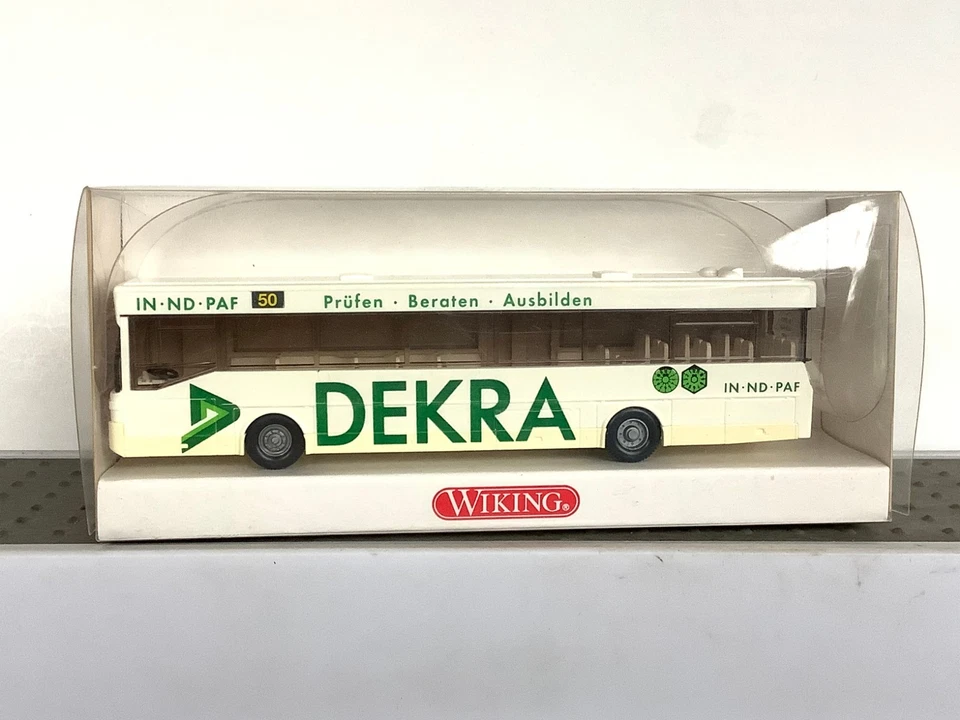 IN·ND·PAF 50 Prüfen · Beraten · Ausbilden
DEKRA
IN·ND·PAF
WIKING®